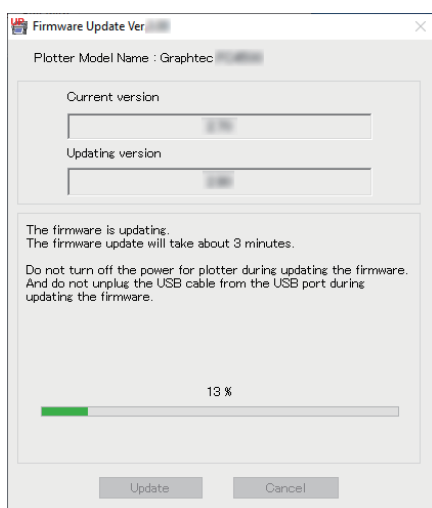 Firmware Update Ver
Plotter Model Name : Graphtec
Current version
Updating version
The firmware is updating.
The firmware update will take about 3 minutes.
Do not turn off the power for plotter during updating the firmware.
And do not unplug the USB cable from the USB port during
updating the firmware.
13 %
Update
Cancel